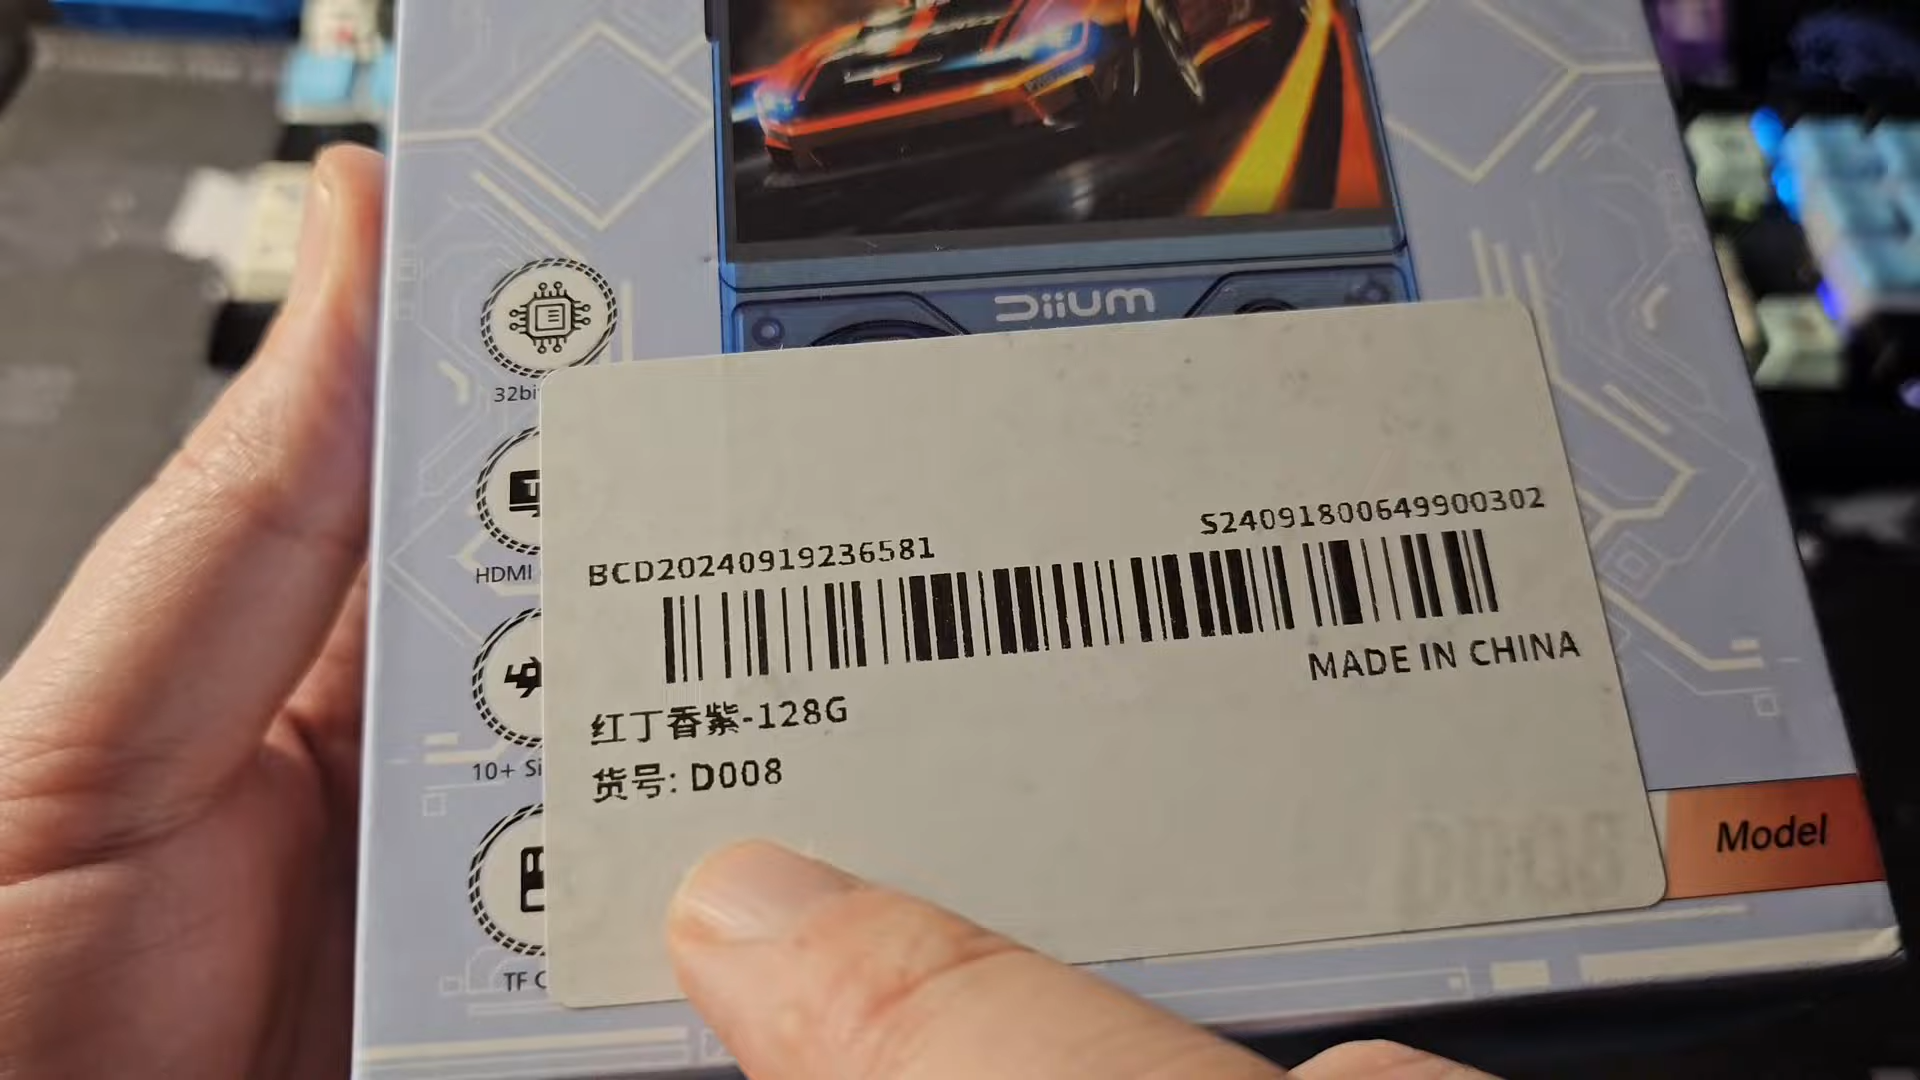 Diium
32bi
HDMI
10+ Si
TF C
S24091800649900302
BCD20240919236581
MADE IN CHINA
红丁香紫-128G
货号: D008
Model